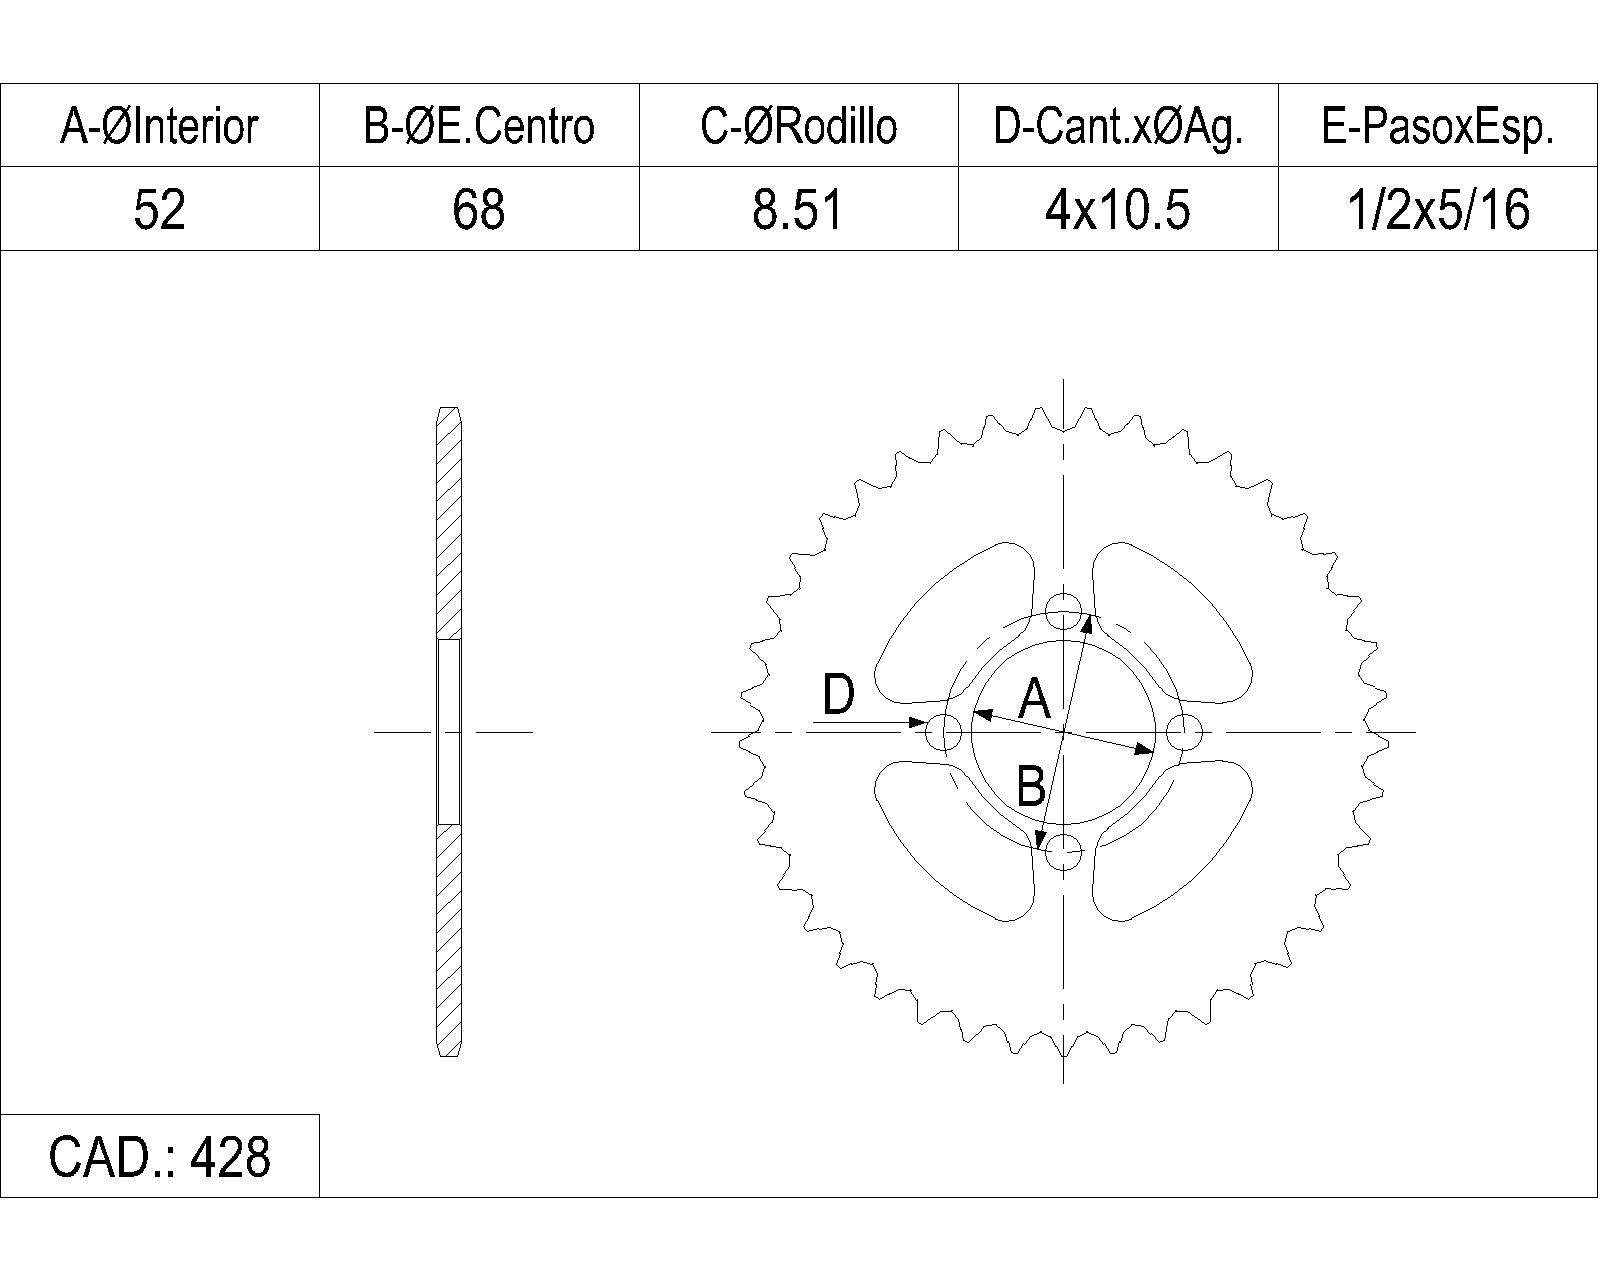 A-ØInterior B-ØE.Centro C-ØRodillo D-Cant.xØAg. E-PasoxEsp.
52 68 8.51 4x10.5 1/2x5/16
D
A
B
CAD.: 428